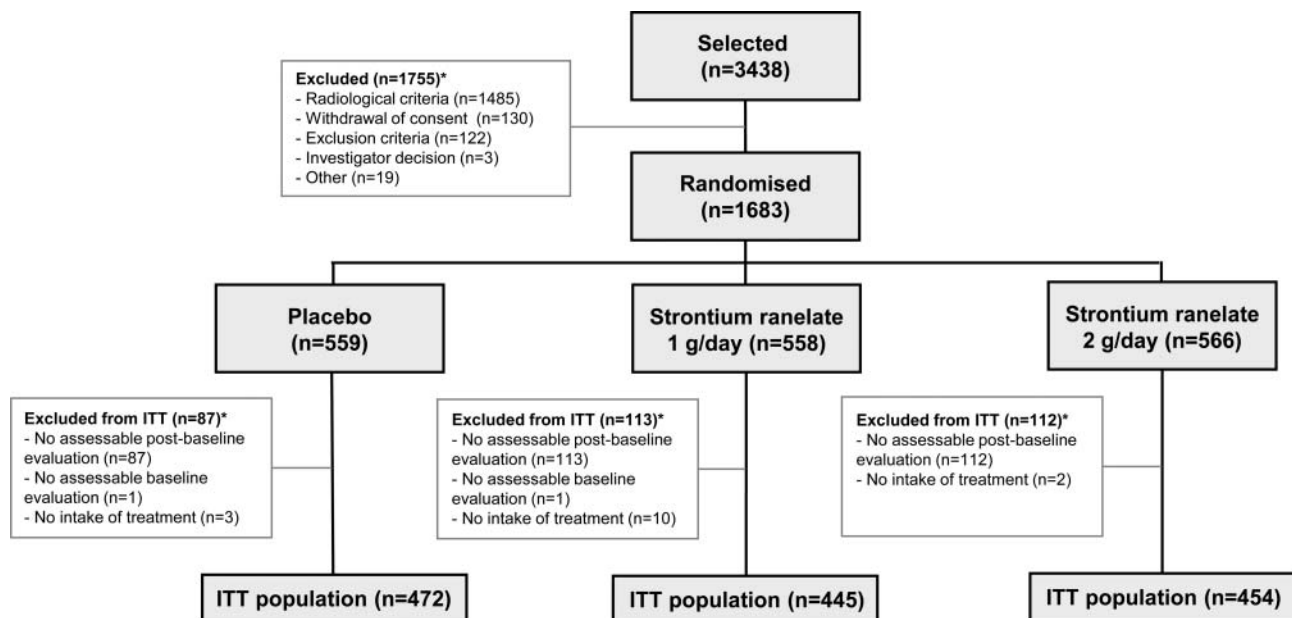 Selected
(n=3438)
Excluded (n=1755)*
- Radiological criteria (n=1485)
- Withdrawal of consent (n=130)
- Exclusion criteria (n=122)
- Investigator decision (n=3)
- Other (n=19)
Randomised
(n=1683)
Placebo
(n=559)
Strontium ranelate
1 g/day (n=558)
Strontium ranelate
2 g/day (n=566)
Excluded from ITT (n=87)*
- No assessable post-baseline
evaluation (n=87)
- No assessable baseline
evaluation (n=1)
- No intake of treatment (n=3)
Excluded from ITT (n=113)*
- No assessable post-baseline
evaluation (n=113)
- No assessable baseline
evaluation (n=1)
- No intake of treatment (n=10)
Excluded from ITT (n=112)*
- No assessable post-baseline
evaluation (n=112)
- No intake of treatment (n=2)
ITT population (n=472)
ITT population (n=445)
ITT population (n=454)